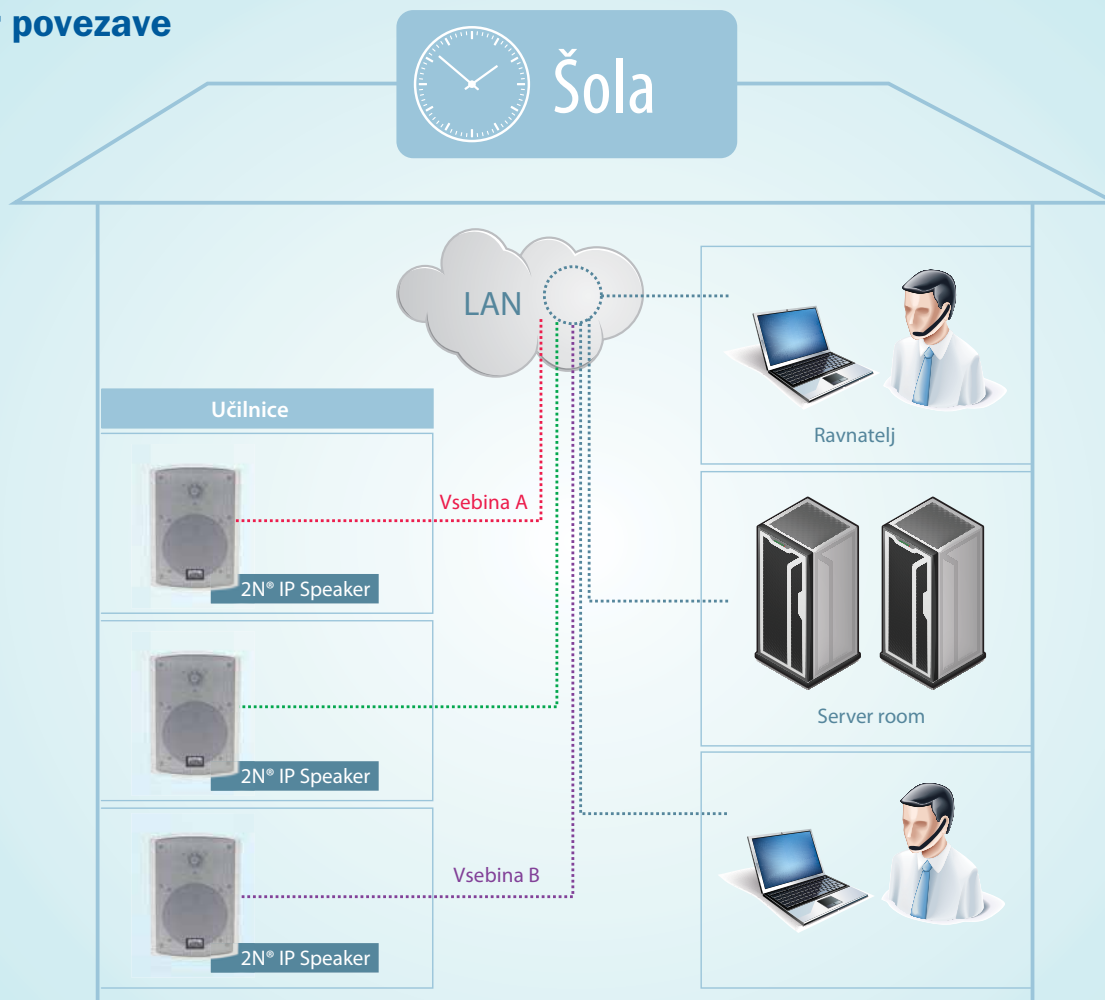 povezave
Šola
LAN
Ravnatelj
Učilnice
Vsebina A
2N® IP Speaker
2N® IP Speaker
Server room
Vsebina B
2N® IP Speaker